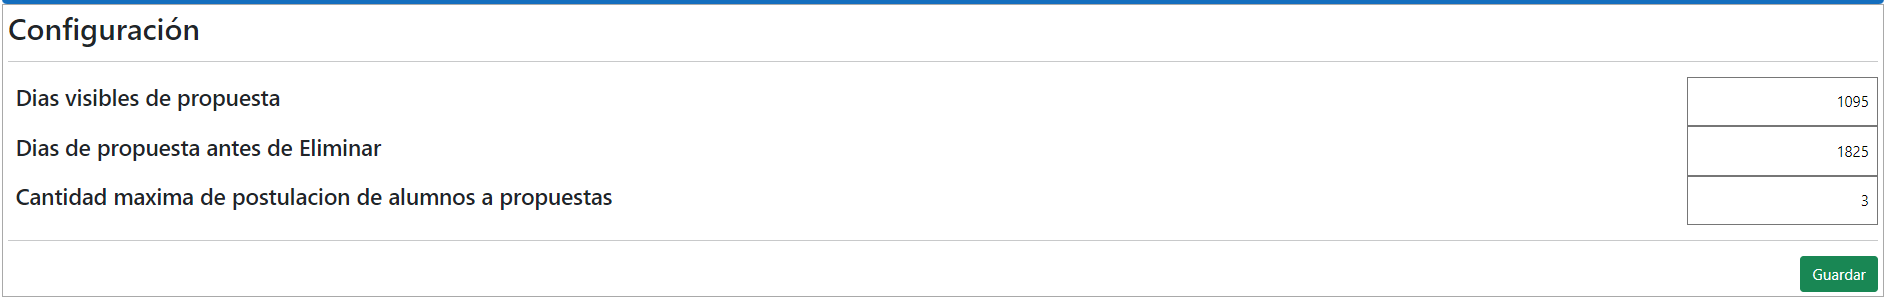 Configuración
Dias visibles de propuesta 1095
Dias de propuesta antes de Eliminar 1825
Cantidad maxima de postulacion de alumnos a propuestas 3
Guardar